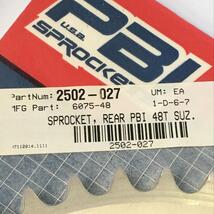 PBI
U.S.A.
SPROCKET
PartNum: 2502-027 UM: EA
MFG Part: 6075-48 1-D-6-7
SPROCKET, REAR PBI 48T SUZ.
2502-027